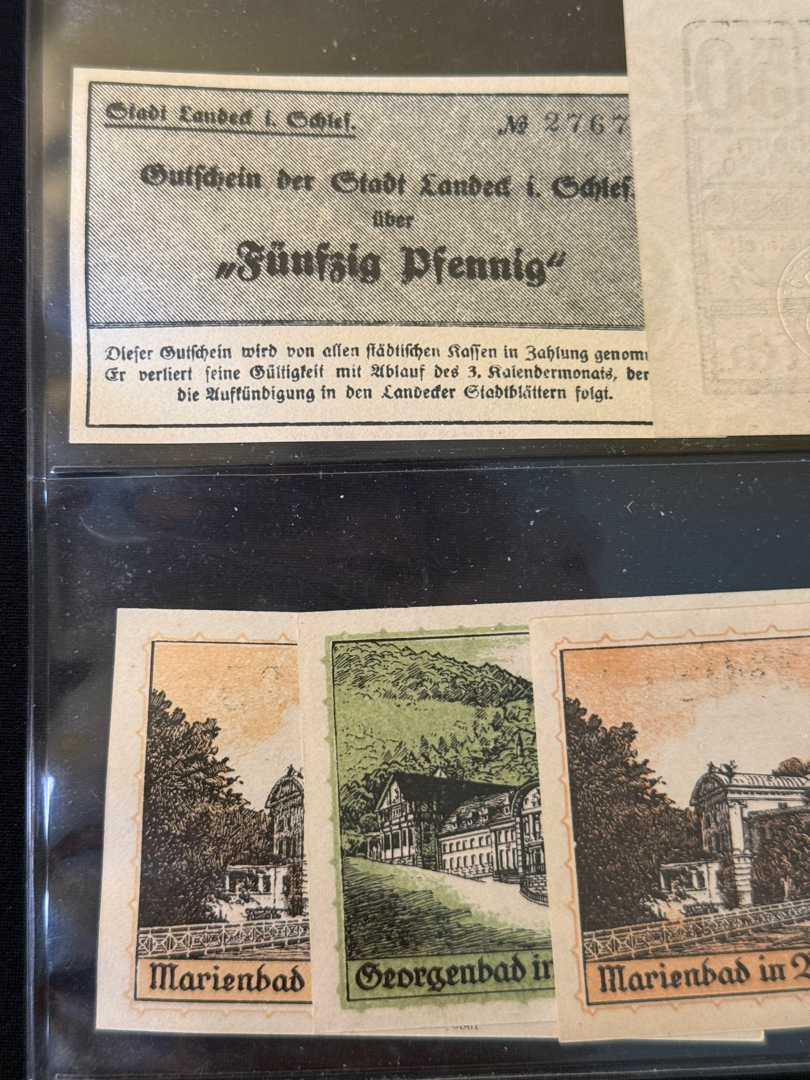 Stadt Landeck i. Schles.
№ 2767
Gutschein der Stadt Landeck i. Schles.
über
„Fünfzig Pfennig“
Dieser Gutschein wird von allen städtischen Kassen in Zahlung genom
Er verliert seine Gültigkeit mit Ablauf des 3. Kalendermonats, der
die Aufkündigung in den Landecker Stadtblättern folgt.
50
Marienbad
Georgenbad in
Marienbad in